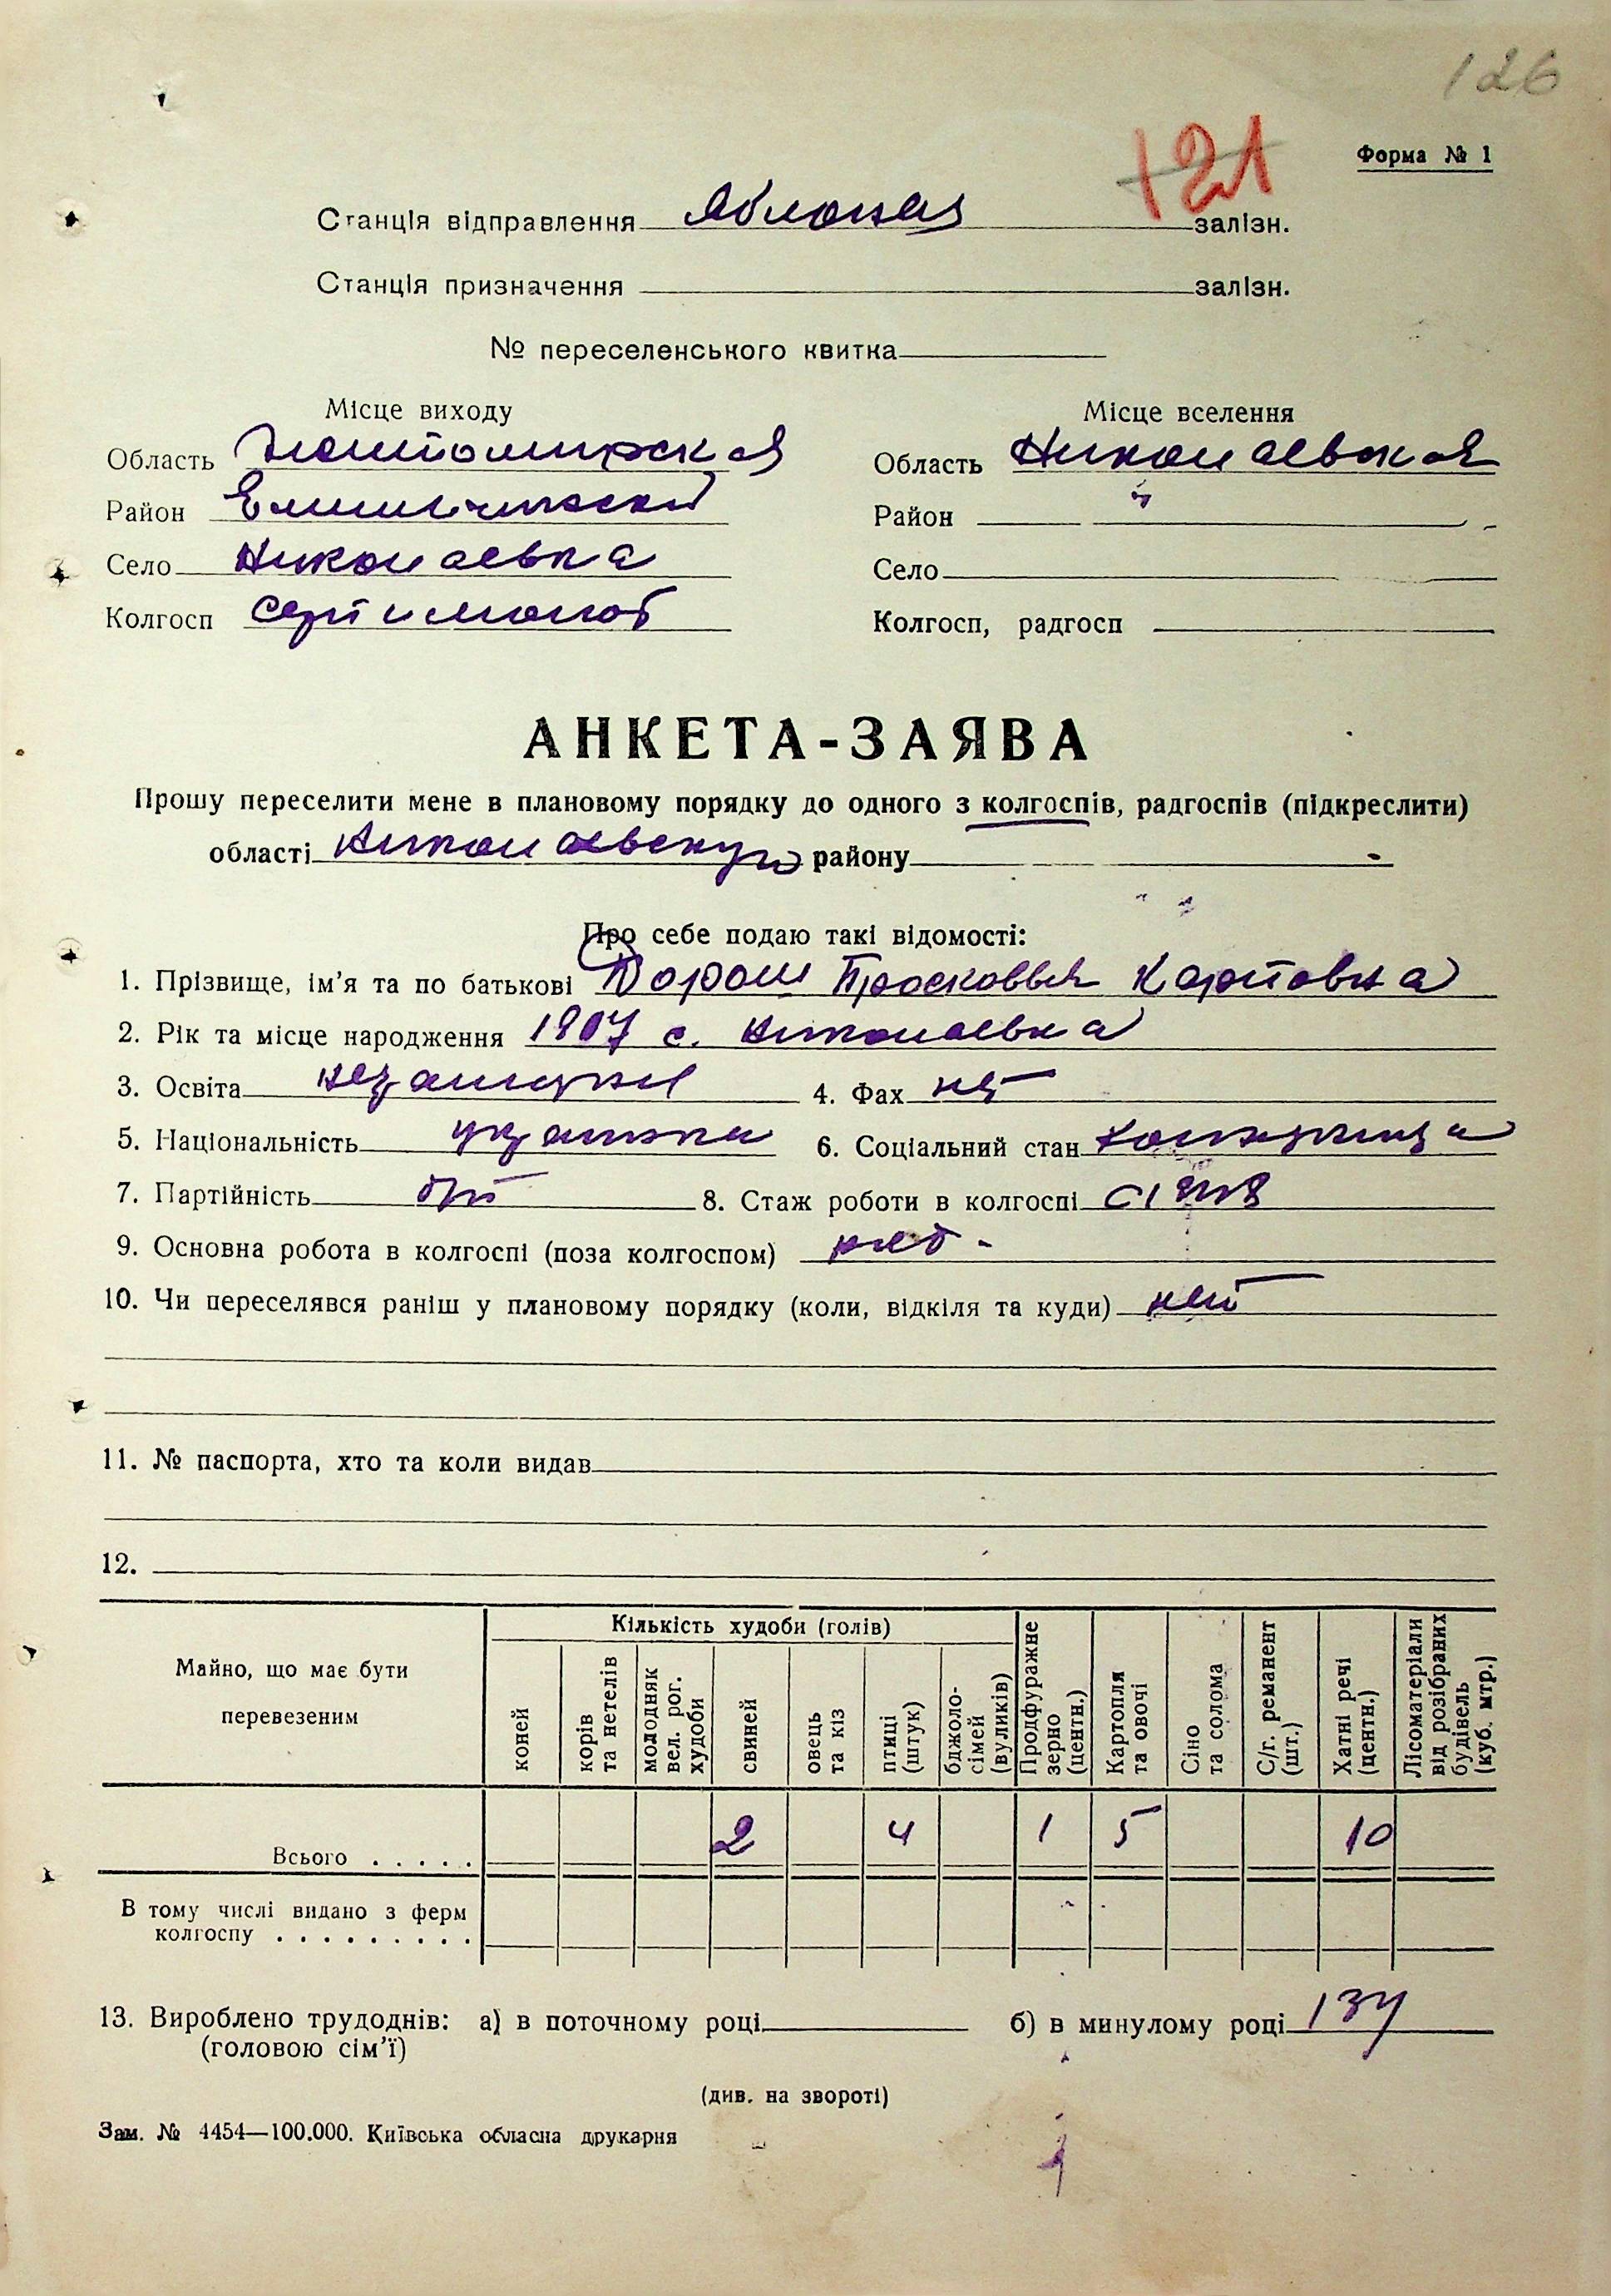 126
121
Форма № 1
Станція відправлення Яблоная залізн.
Станція призначення залізн.
№ переселенського квитка
Місце виходу
Область Житомирская
Район Емильчинский
Село Николаевка
Колгосп
Місце вселення
Область Николаевская
Район
Село
Колгосп, радгосп
АНКЕТА-ЗАЯВА
Прошу переселити мене в плановому порядку до одного з колгоспів, радгоспів (підкреслити)
області Николаевскую району
Про себе подаю такі відомості:
1. Прізвище, ім'я та по батькові Дорош Просковья Карповна
2. Рік та місце народження 1907 с. Николаевка
3. Освіта 4. Фах нет
5. Національність украинка 6. Соціальний стан колхозница
7. Партійність б/п 8. Стаж роботи в колгоспі
9. Основна робота в колгоспі (поза колгоспом) ряд.
10. Чи переселявся раніш у плановому порядку (коли, відкіля та куди) нет
11. № паспорта, хто та коли видав
12.
Майно, що має бути перевезеним
Кількість худоби (голів)
коней
корів та нетелів
молодняк вел. рог. худоби
свиней
овець та кіз
птиці (штук)
бджоло-сімей (вуликів)
Продфуражне зерно (центн.)
Картопля та овочі
Сіно та солома
С/г. реманент (шт.)
Хатні речі (центн.)
Лісоматеріали від розібраних будівель (куб. мтр.)
Всього . . . . . 2 4 1 5 10
В тому числі видано з ферм
колгоспу . . . . . . . . .
13. Вироблено трудоднів: а) в поточному році б) в минулому році 134
(головою сім'ї)
(див. на звороті)
Зам. № 4454—100.000. Київська обласна друкарня